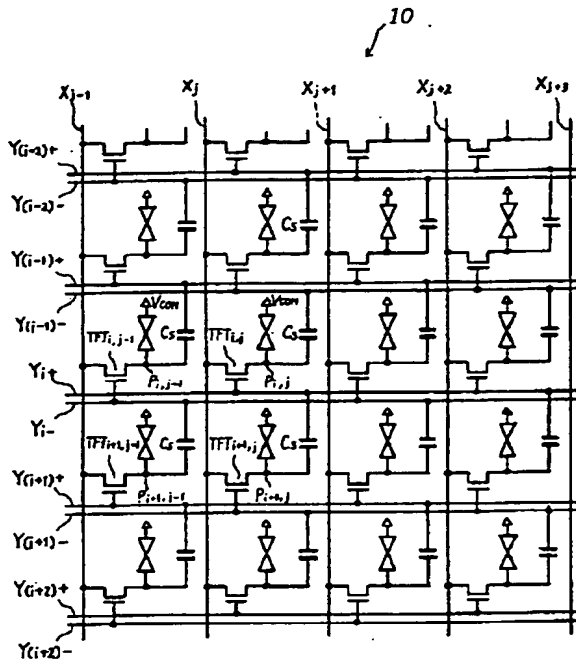 10
Xj-1 Xj Xj+1 Xj+2 Xj+3
Y(i-2)+
Y(i-2)-
Cs
Y(i-1)+
Vcom Vcom
Y(i-1)-
TFTi,j-1 Cs TFTi,j Cs
Yi+
Pi,j-1 Pi,j
Yi-
TFTi+1,j-1 Cs TFTi+1,j Cs
Y(i+1)+
Pi+1,j-1 Pi+1,j
Y(i+1)-
Y(i+2)+
Y(i+2)-